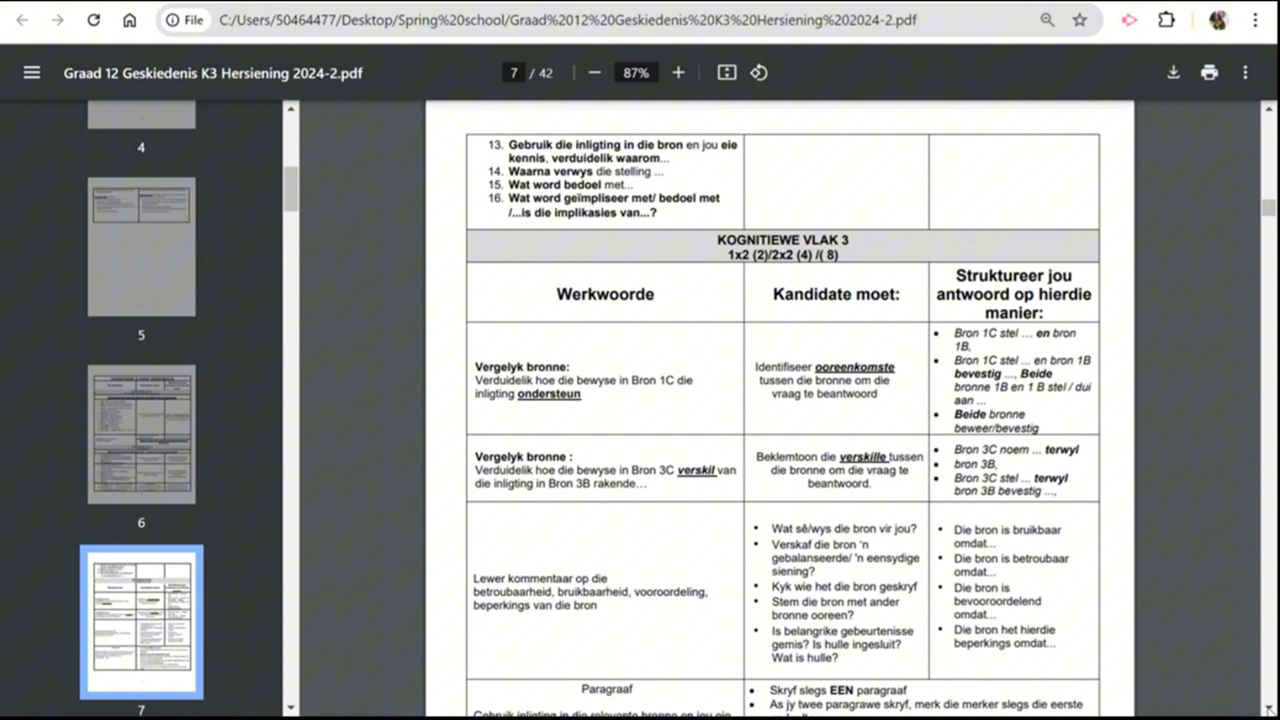 File
C:/Users/50464477/Desktop/Spring%20school/Graad%2012%20Geskiedenis%20K3%20Hersiening%202024-2.pdf
Graad 12 Geskiedenis K3 Hersiening 2024-2.pdf
7 / 42
87%
4
5
6
7
13. Gebruik die inligting in die bron en jou eie
kennis, verduidelik waarom...
14. Waarna verwys die stelling ...
15. Wat word bedoel met...
16. Wat word geïmpliseer met/ bedoel met
/...is die implikasies van...?
KOGNITIEWE VLAK 3
1x2 (2)/2x2 (4) /( 8)
Werkwoorde
Kandidate moet:
Struktureer jou
antwoord op hierdie
manier:
Vergelyk bronne:
Verduidelik hoe die bewyse in Bron 1C die
inligting ondersteun
Identifiseer ooreenkomste
tussen die bronne om die
vraag te beantwoord
• Bron 1C stel ... en bron
1B,
• Bron 1C stel ... en bron 1B
bevestig ..., Beide
bronne 1B en 1 B stel / dui
aan ...
• Beide bronne
beweer/bevestig
Vergelyk bronne :
Verduidelik hoe die bewyse in Bron 3C verskil van
die inligting in Bron 3B rakende…
Beklemtoon die verskille tussen
die bronne om die vraag te
beantwoord.
• Bron 3C noem ... terwyl
• bron 3B,
• Bron 3C stel ... terwyl
bron 3B bevestig ...,
Lewer kommentaar op die
betroubaarheid, bruikbaarheid, vooroordeling,
beperkings van die bron
• Wat sê/wys die bron vir jou?
• Verskaf die bron 'n
gebalanseerde/ 'n eensydige
siening?
• Kyk wie het die bron geskryf
• Stem die bron met ander
bronne ooreen?
• Is belangrike gebeurtenisse
gemis? Is hulle ingesluit?
Wat is hulle?
• Die bron is bruikbaar
omdat...
• Die bron is betroubaar
omdat...
• Die bron is
bevooroordelend
omdat...
• Die bron het hierdie
beperkings omdat...
Paragraaf
Gebruik inligting in die relevante bronne en jou eie
• Skryf slegs EEN paragraaf
• As jy twee paragrawe skryf, merk die merker slegs die eerste